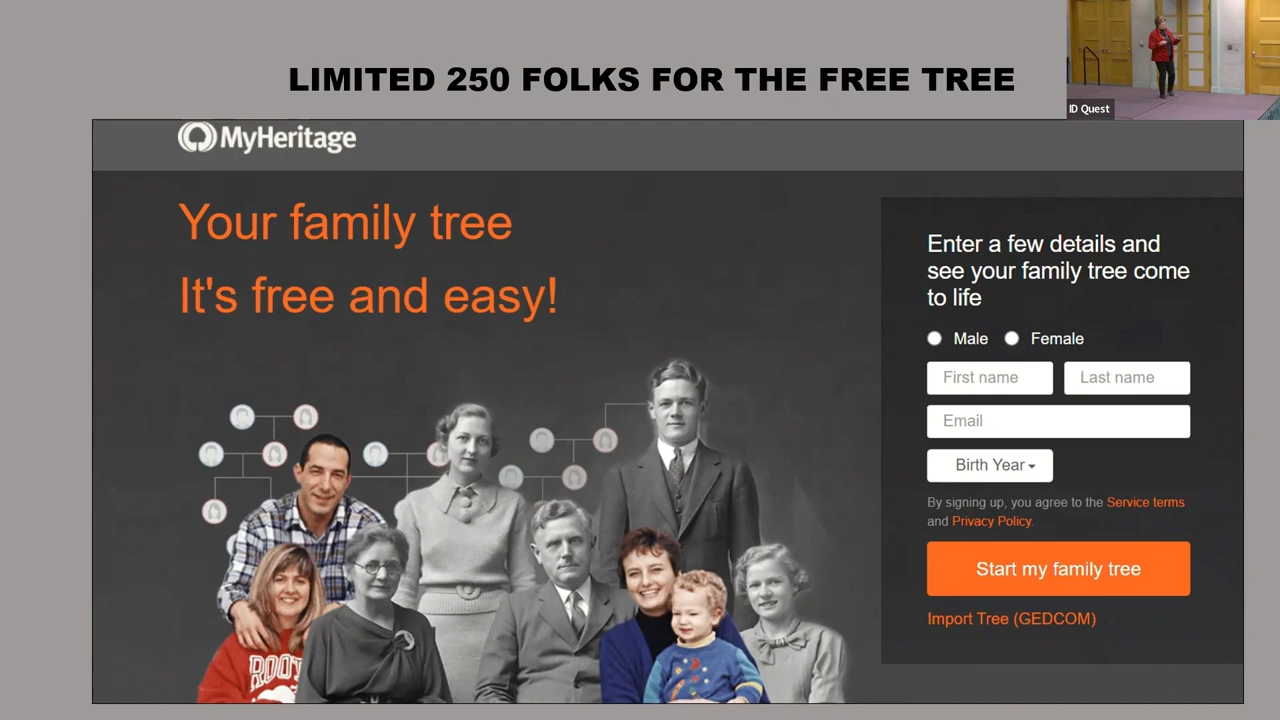 LIMITED 250 FOLKS FOR THE FREE TREE
ID Quest
MyHeritage
Your family tree
It's free and easy!
Enter a few details and
see your family tree come
to life
Male Female
First name Last name
Email
Birth Year
By signing up, you agree to the Service terms
and Privacy Policy.
Start my family tree
Import Tree (GEDCOM)
ROOT